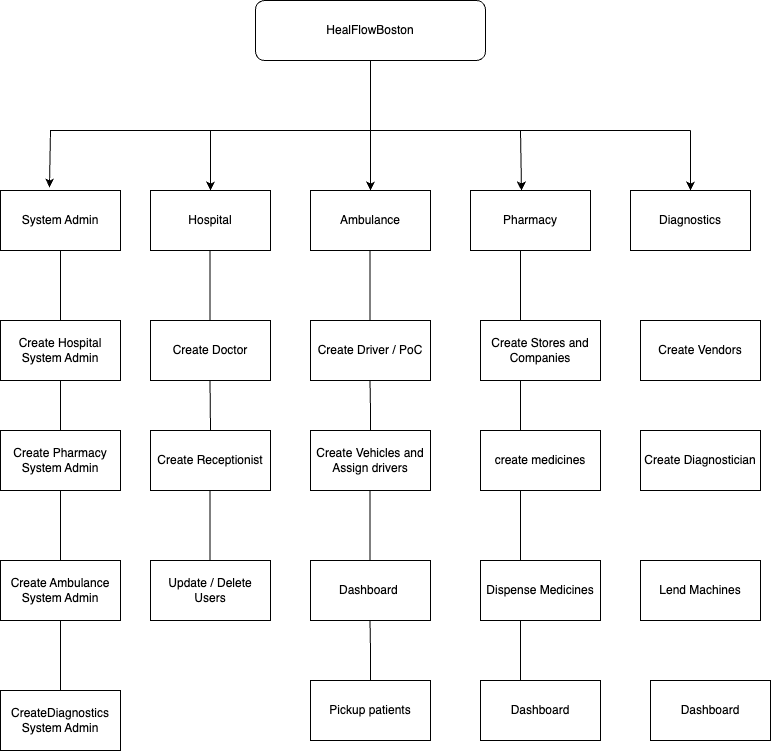 HealFlowBoston
System Admin
Hospital
Ambulance
Pharmacy
Diagnostics
Create Hospital
System Admin
Create Doctor
Create Driver / PoC
Create Stores and
Companies
Create Vendors
Create Pharmacy
System Admin
Create Receptionist
Create Vehicles and
Assign drivers
create medicines
Create Diagnostician
Create Ambulance
System Admin
Update / Delete
Users
Dashboard
Dispense Medicines
Lend Machines
CreateDiagnostics
System Admin
Pickup patients
Dashboard
Dashboard